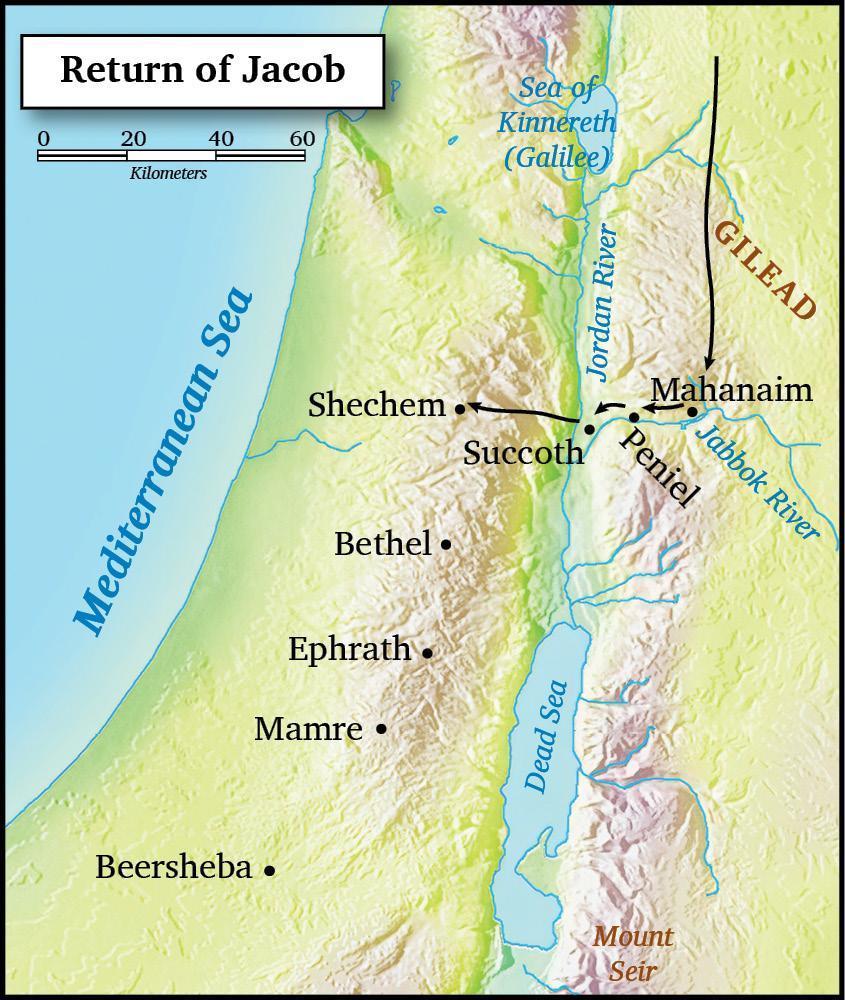 Return of Jacob
0 20 40 60
Kilometers
Sea of
Kinnereth
(Galilee)
GILEAD
Jordan River
Mediterranean Sea
Mahanaim
Shechem
Succoth
Peniel
Jabbok River
Bethel
Ephrath
Dead Sea
Mamre
Beersheba
Mount
Seir